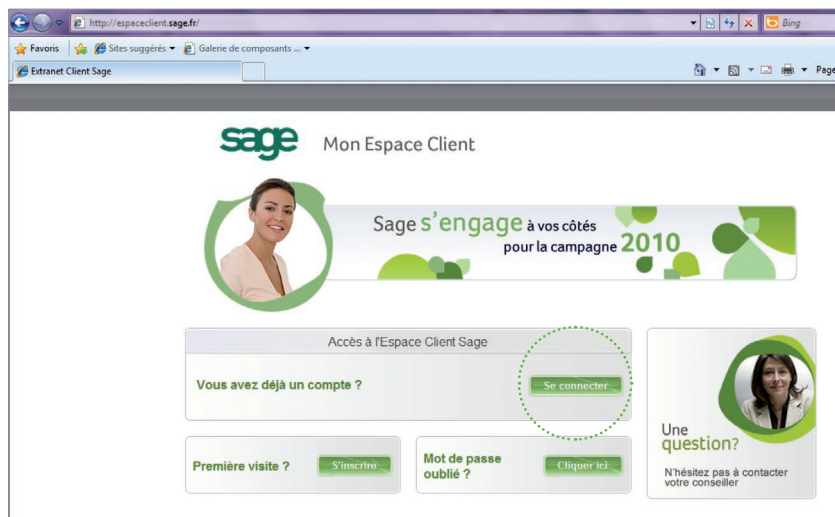 http://espaceclient.sage.fr/
Bing
Favoris
Sites suggérés
Galerie de composants ...
Extranet Client Sage
Page
sage
Mon Espace Client
Sage s'engage à vos côtés
pour la campagne 2010
Accès à l'Espace Client Sage
Vous avez déjà un compte ?
Se connecter
Première visite ?
S'inscrire
Mot de passe
oublié ?
Cliquer ici
Une
question?
N'hésitez pas à contacter
votre conseiller